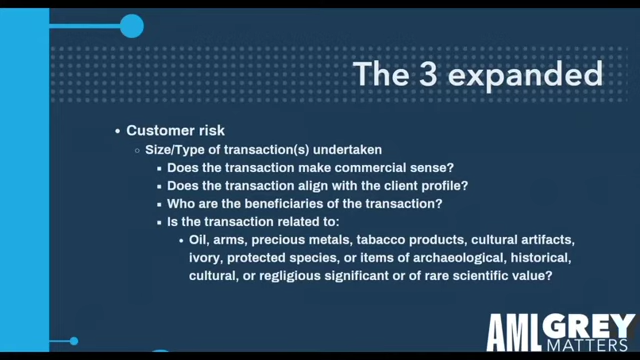 The 3 expanded
Customer risk
Size/Type of transaction(s) undertaken
Does the transaction make commercial sense?
Does the transaction align with the client profile?
Who are the beneficiaries of the transaction?
Is the transaction related to:
Oil, arms, precious metals, tabacco products, cultural artifacts,
ivory, protected species, or items of archaeological, historical,
cultural, or regligious significant or of rare scientific value?
AML GREY
MATTERS